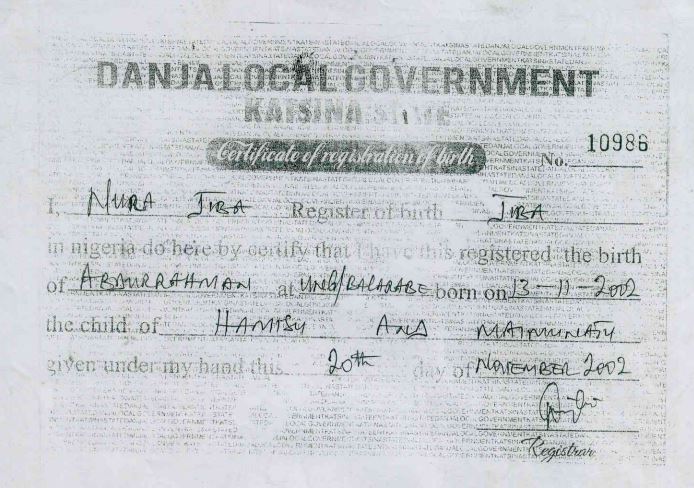 DANJA LOCAL GOVERNMENT
KATSINA STATE
Certificate of registration of birth
No. 10986
I, NURA JIBA Register of birth JIBA
in nigeria do here by certify that I have this registered the birth
of ABDURRAHMAN at UNG/BALARABE born on 13-11-2002
the child of HAMISU AND MAIMUNATU
given under my hand this 20th day of NOVEMBER 2002
Registrar